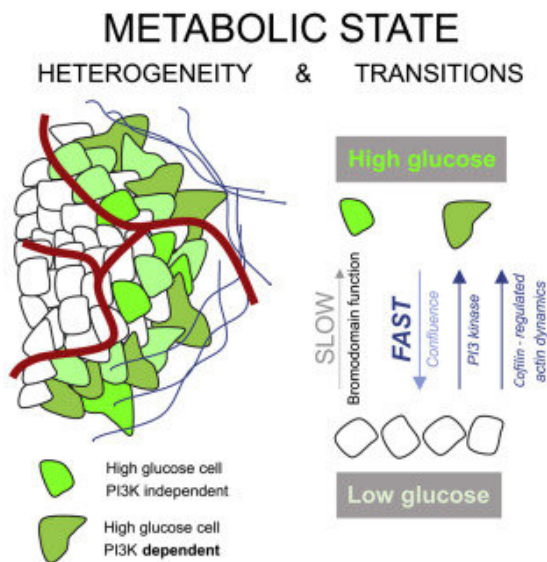 METABOLIC STATE
HETEROGENEITY & TRANSITIONS
High glucose
SLOW
Bromodomain function
FAST
Confluence
PI3 kinase
Cofilin - regulated
actin dynamics
Low glucose
High glucose cell
PI3K independent
High glucose cell
PI3K dependent